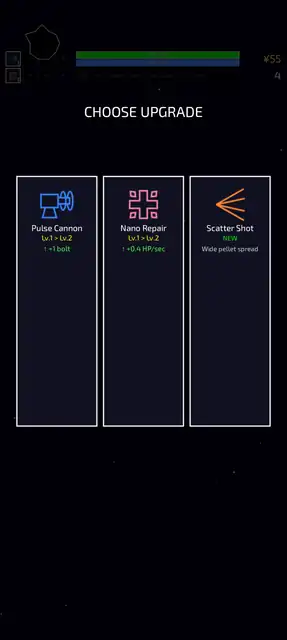 ¥55
4
CHOOSE UPGRADE
Pulse Cannon
Lv.1 > Lv.2
↑ +1 bolt
Nano Repair
Lv.1 > Lv.2
↑ +0.4 HP/sec
Scatter Shot
NEW
Wide pellet spread